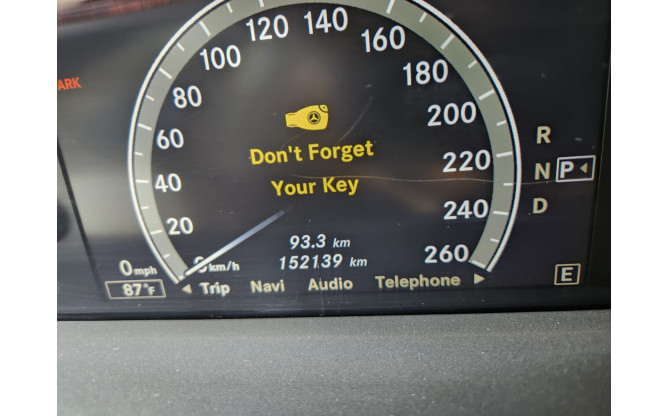 PARK
20
40
60
80
100
120
140
160
180
200
220
240
260
Don't Forget
Your Key
R
N P
D
93.3 km
152139 km
0 mph
km/h
87°F
Trip Navi Audio Telephone
E